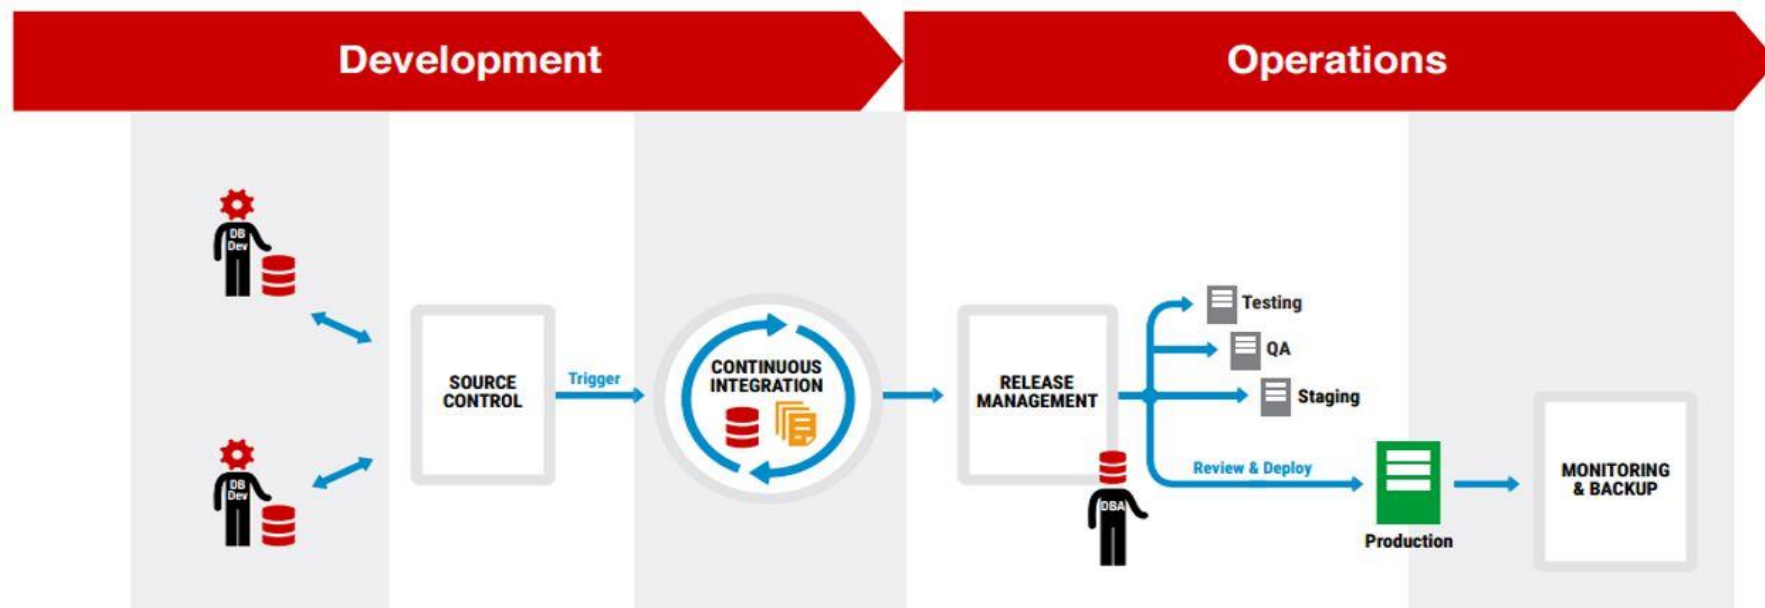 Development
Operations
DB
Dev
DB
Dev
SOURCE
CONTROL
Trigger
CONTINUOUS
INTEGRATION
RELEASE
MANAGEMENT
DBA
Testing
QA
Staging
Review & Deploy
Production
MONITORING
& BACKUP